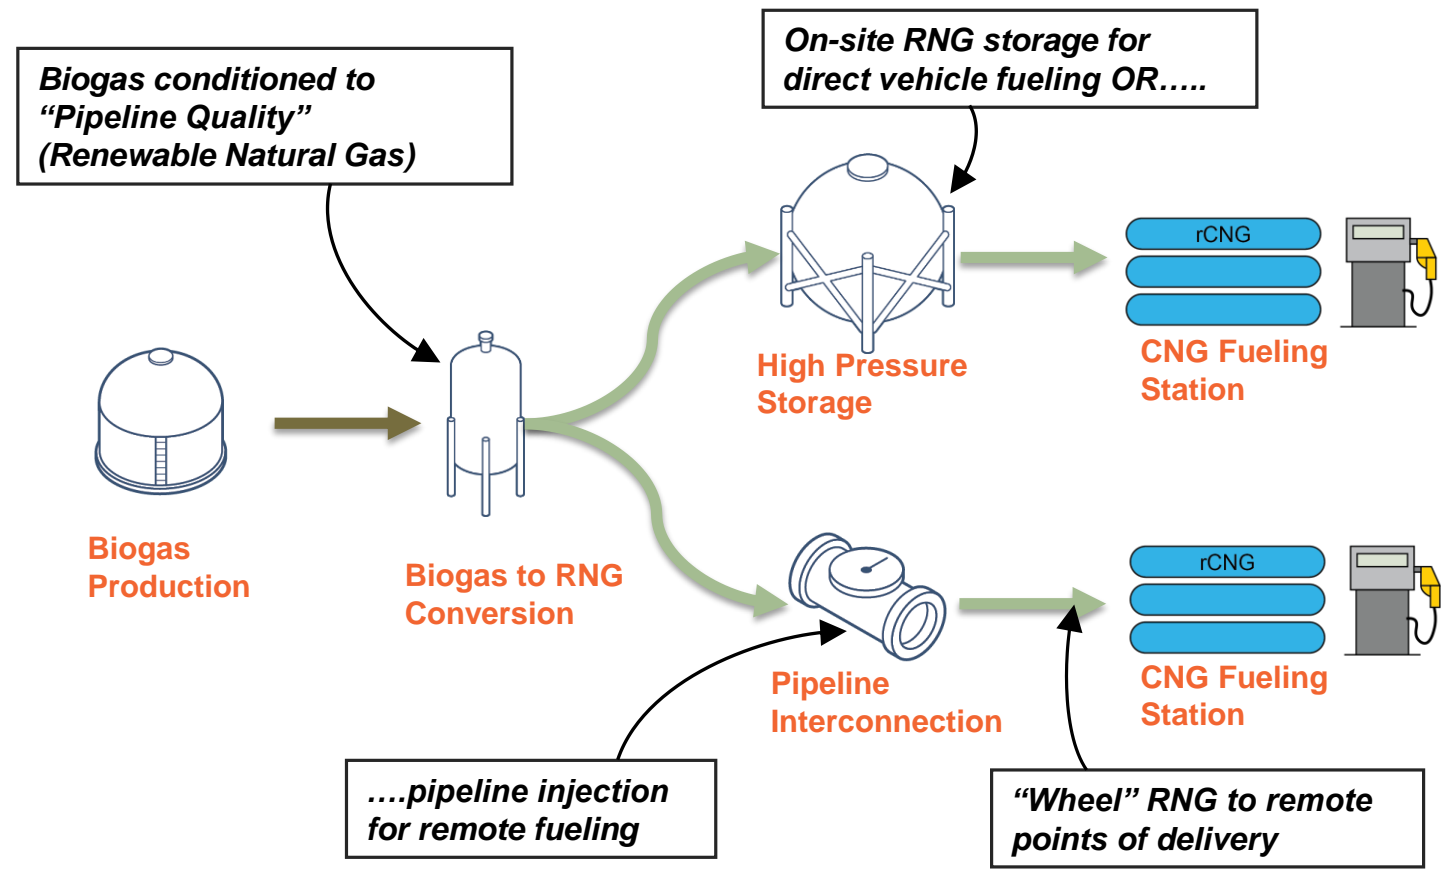 Biogas conditioned to
“Pipeline Quality”
(Renewable Natural Gas)
On-site RNG storage for
direct vehicle fueling OR…..
rCNG
High Pressure
Storage
CNG Fueling
Station
Biogas
Production
Biogas to RNG
Conversion
rCNG
Pipeline
Interconnection
CNG Fueling
Station
….pipeline injection
for remote fueling
“Wheel” RNG to remote
points of delivery